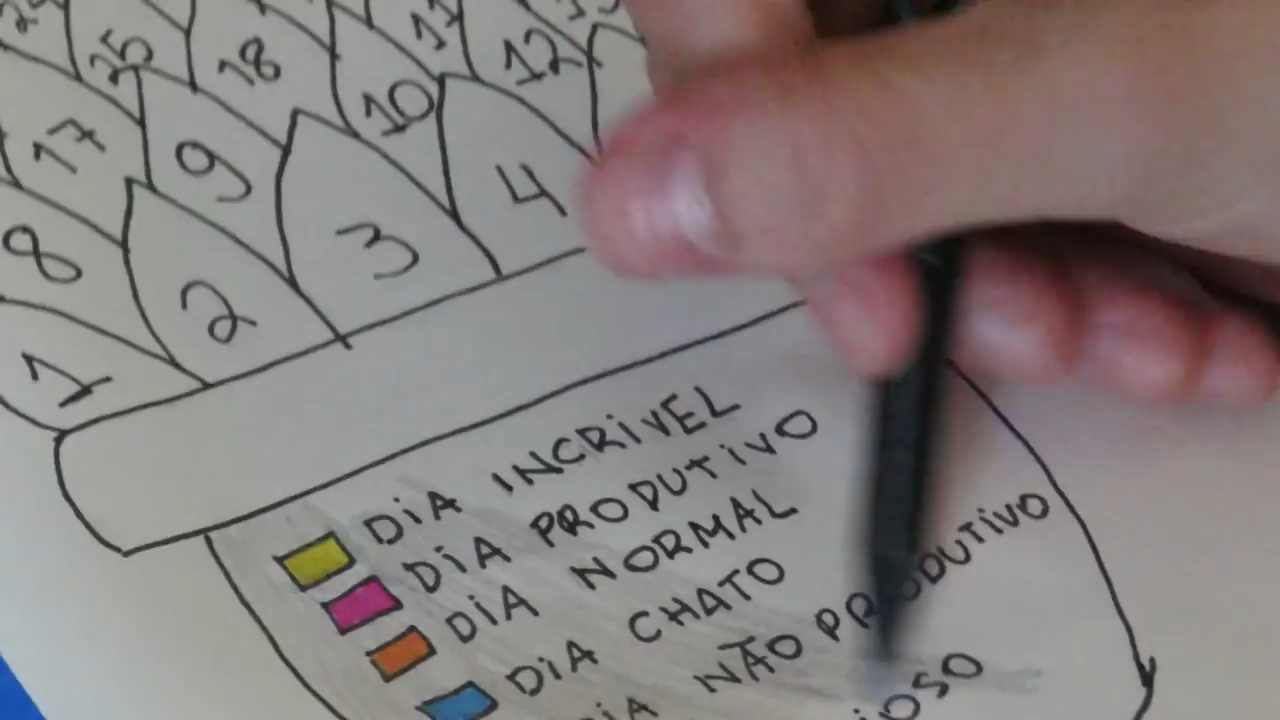 25 18 10 11 12
17 9 3 4
8 2
1
DiA INCRiVEL
DiA PRODUTiVO
DiA NORMAL
DiA CHATO
DiA NÃO PRODUTiVO